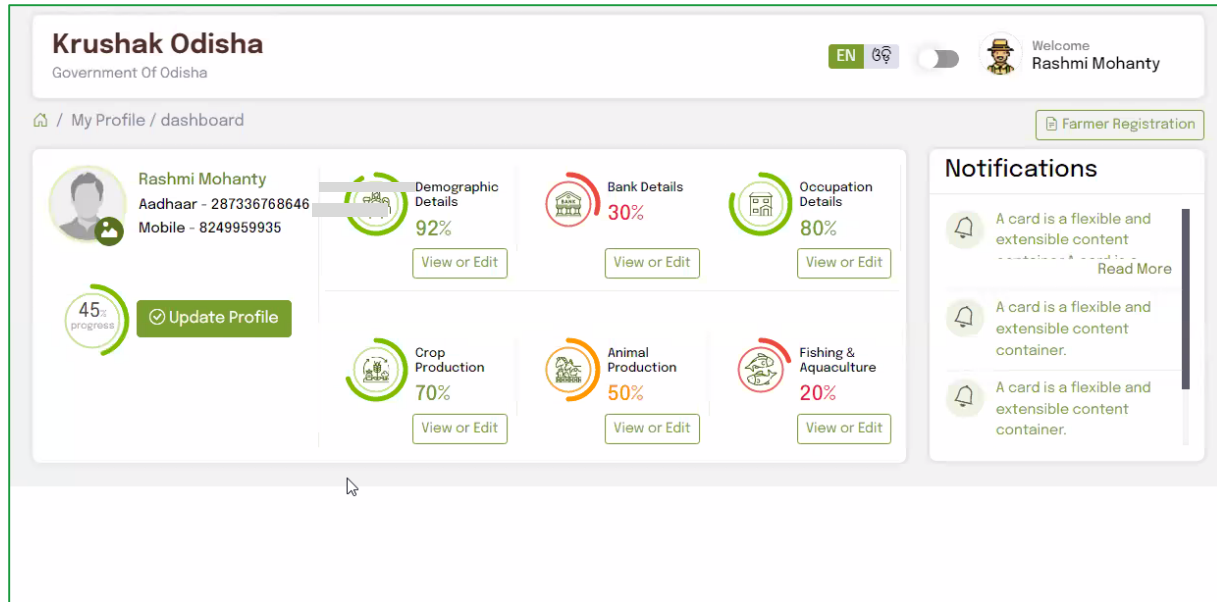 Krushak Odisha
Government Of Odisha
EN ଓଡ଼ି
Welcome
Rashmi Mohanty
/ My Profile / dashboard
Farmer Registration
Rashmi Mohanty
Aadhaar - 287336768646
Mobile - 8249959935
45%
progress
Update Profile
Demographic
Details
92%
View or Edit
BANK
Bank Details
30%
View or Edit
Occupation
Details
80%
View or Edit
Crop
Production
70%
View or Edit
Animal
Production
50%
View or Edit
Fishing &
Aquaculture
20%
View or Edit
Notifications
A card is a flexible and
extensible content
Read More
A card is a flexible and
extensible content
container.
A card is a flexible and
extensible content
container.